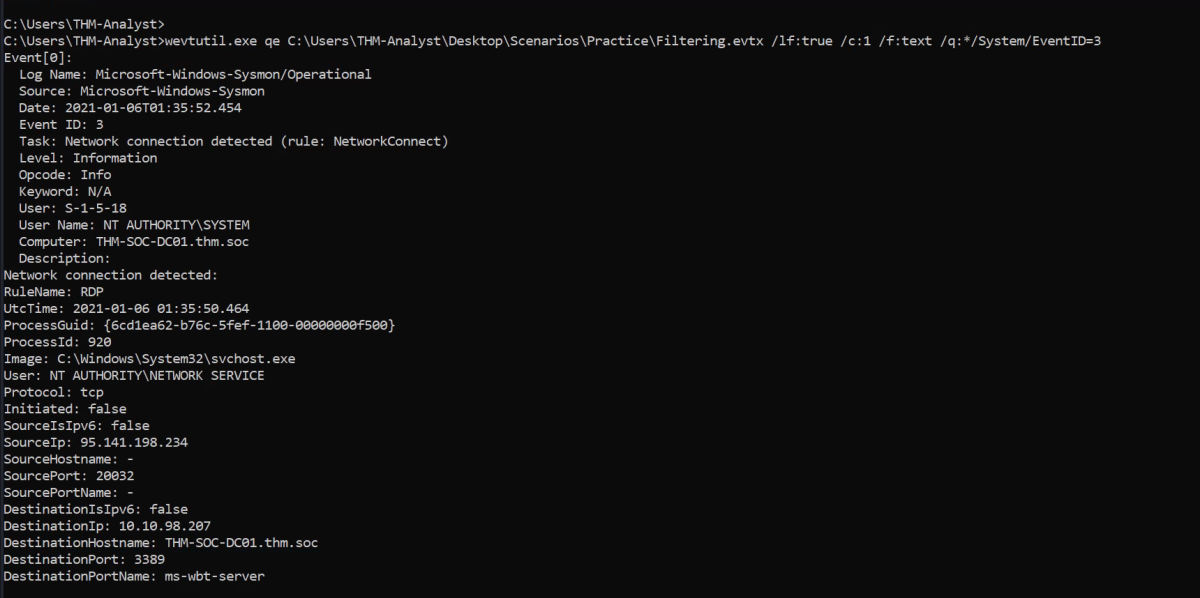 C:\Users\THM-Analyst>
C:\Users\THM-Analyst>wevtutil.exe qe C:\Users\THM-Analyst\Desktop\Scenarios\Practice\Filtering.evtx /lf:true /c:1 /f:text /q:*/System/EventID=3
Event[0]:
  Log Name: Microsoft-Windows-Sysmon/Operational
  Source: Microsoft-Windows-Sysmon
  Date: 2021-01-06T01:35:52.454
  Event ID: 3
  Task: Network connection detected (rule: NetworkConnect)
  Level: Information
  Opcode: Info
  Keyword: N/A
  User: S-1-5-18
  User Name: NT AUTHORITY\SYSTEM
  Computer: THM-SOC-DC01.thm.soc
  Description:
Network connection detected:
RuleName: RDP
UtcTime: 2021-01-06 01:35:50.464
ProcessGuid: {6cd1ea62-b76c-5fef-1100-00000000f500}
ProcessId: 920
Image: C:\Windows\System32\svchost.exe
User: NT AUTHORITY\NETWORK SERVICE
Protocol: tcp
Initiated: false
SourceIsIpv6: false
SourceIp: 95.141.198.234
SourceHostname: -
SourcePort: 20032
SourcePortName: -
DestinationIsIpv6: false
DestinationIp: 10.10.98.207
DestinationHostname: THM-SOC-DC01.thm.soc
DestinationPort: 3389
DestinationPortName: ms-wbt-server